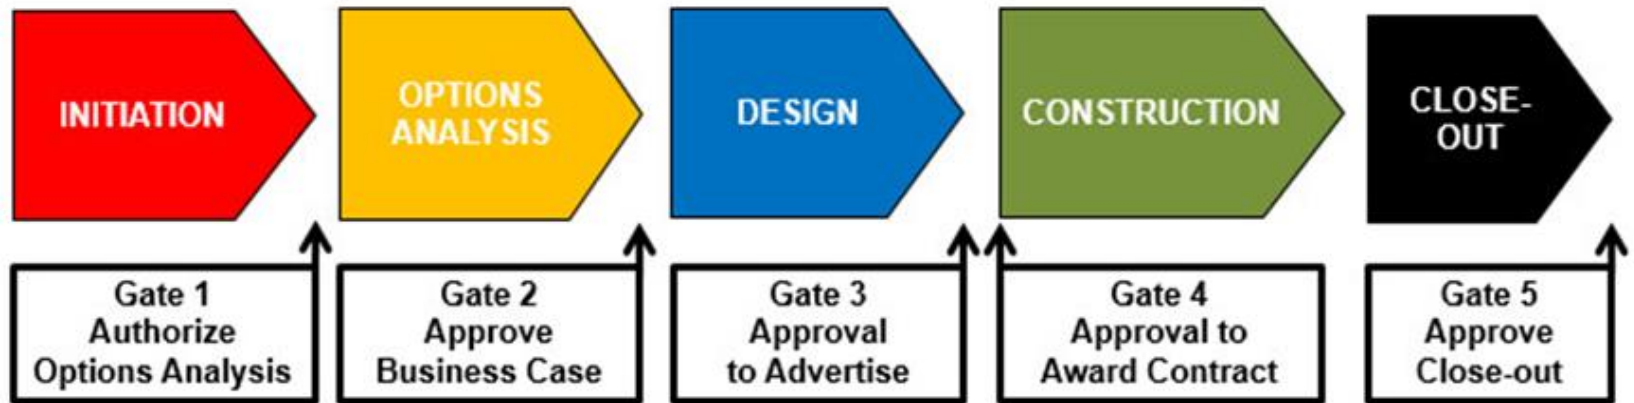 INITIATION
OPTIONS
ANALYSIS
DESIGN
CONSTRUCTION
CLOSE-
OUT
Gate 1
Authorize
Options Analysis
Gate 2
Approve
Business Case
Gate 3
Approval
to Advertise
Gate 4
Approval to
Award Contract
Gate 5
Approve
Close-out